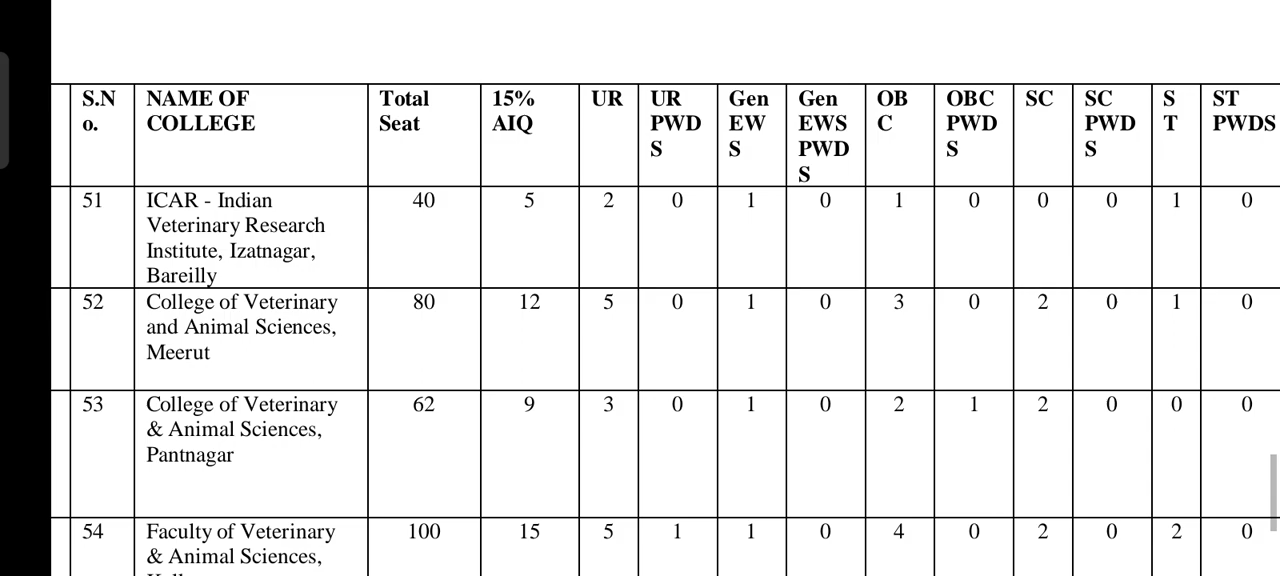 S.N NAME OF Total 15% UR UR Gen Gen OB OBC SC SC S ST
o. COLLEGE Seat AIQ PWD EW EWS C PWD PWD T PWDS
S S PWD S S
S
51 ICAR - Indian 40 5 2 0 1 0 1 0 0 0 1 0
Veterinary Research
Institute, Izatnagar,
Bareilly
52 College of Veterinary 80 12 5 0 1 0 3 0 2 0 1 0
and Animal Sciences,
Meerut
53 College of Veterinary 62 9 3 0 1 0 2 1 2 0 0 0
& Animal Sciences,
Pantnagar
54 Faculty of Veterinary 100 15 5 1 1 0 4 0 2 0 2 0
& Animal Sciences,